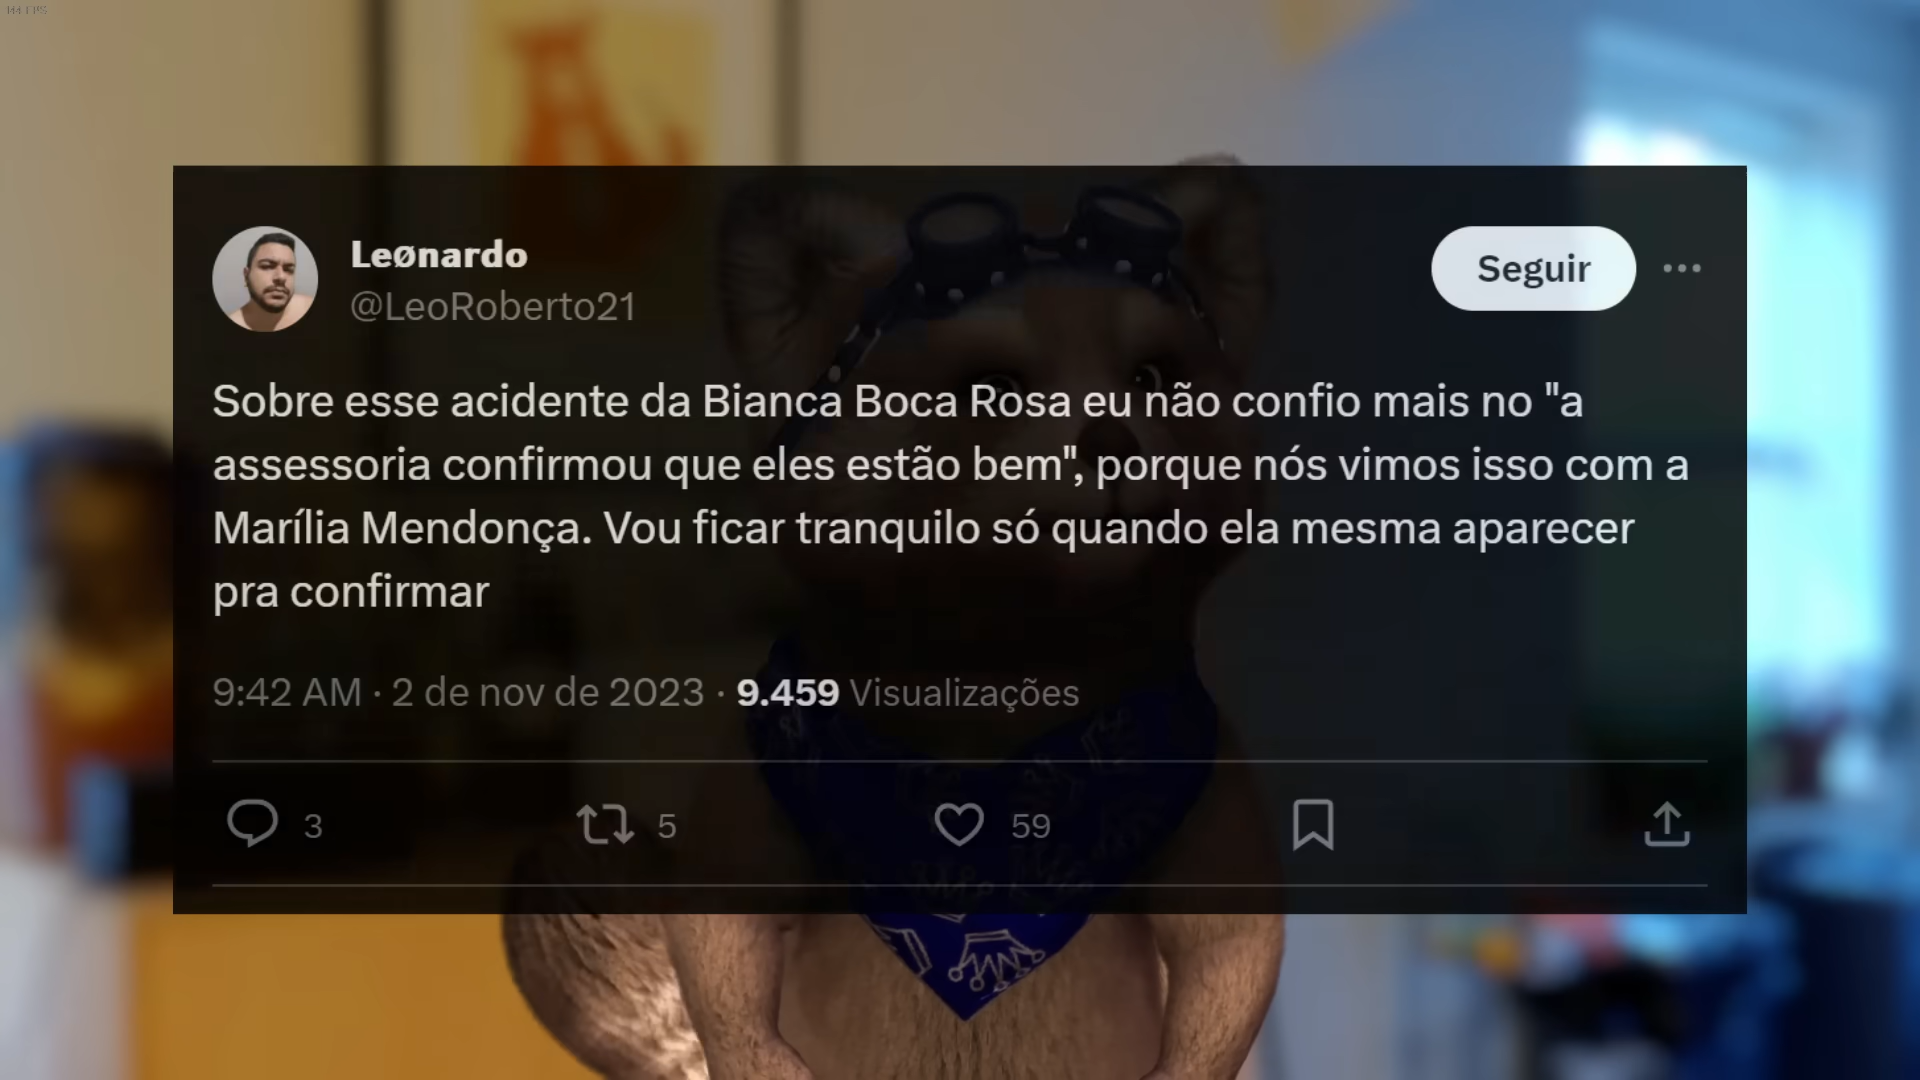 144 FPS
Leønardo
@LeoRoberto21
Seguir
Sobre esse acidente da Bianca Boca Rosa eu não confio mais no "a
assessoria confirmou que eles estão bem", porque nós vimos isso com a
Marília Mendonça. Vou ficar tranquilo só quando ela mesma aparecer
pra confirmar
9:42 AM · 2 de nov de 2023 · 9.459 Visualizações
3
5
59